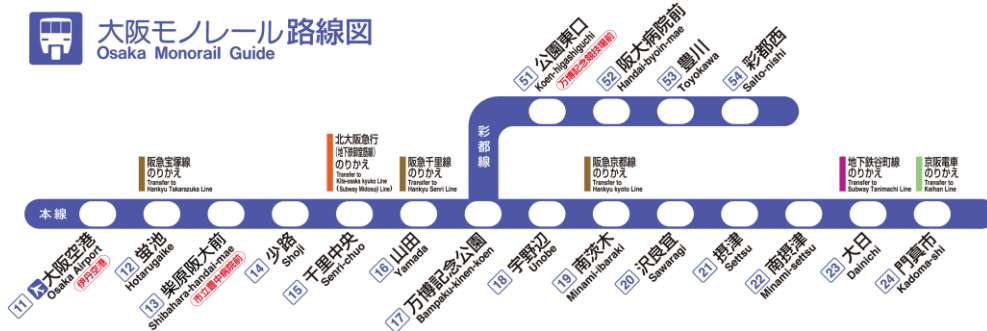 大阪モノレール路線図
Osaka Monorail Guide
51 公園東口
Koen-higashiguchi
万博記念競技場前
52 阪大病院前
Handai-byoin-mae
53 豊川
Toyokawa
54 彩都西
Saito-nishi
彩都線
阪急宝塚線
のりかえ
Transfer to
Hankyu Takarazuka Line
北大阪急行
(地下鉄御堂筋線)
のりかえ
Transfer to
Kita-osaka kyuko Line
(Subway Midosuji Line)
阪急千里線
のりかえ
Transfer to
Hankyu Senri Line
阪急京都線
のりかえ
Transfer to
Hankyu kyoto Line
地下鉄谷町線
のりかえ
Transfer to
Subway Tanimachi Line
京阪電車
のりかえ
Transfer to
Keihan Line
本線
11 大阪空港
Osaka Airport
伊丹空港
12 蛍池
Hotarugaike
13 柴原阪大前
Shibahara-handai-mae
市立豊中病院前
14 少路
Shoji
15 千里中央
Senri-chuo
16 山田
Yamada
17 万博記念公園
Bampaku-kinen-koen
18 宇野辺
Unobe
19 南茨木
Minami-ibaraki
20 沢良宜
Sawaragi
21 摂津
Settsu
22 南摂津
Minami-settsu
23 大日
Dainichi
24 門真市
Kadoma-shi